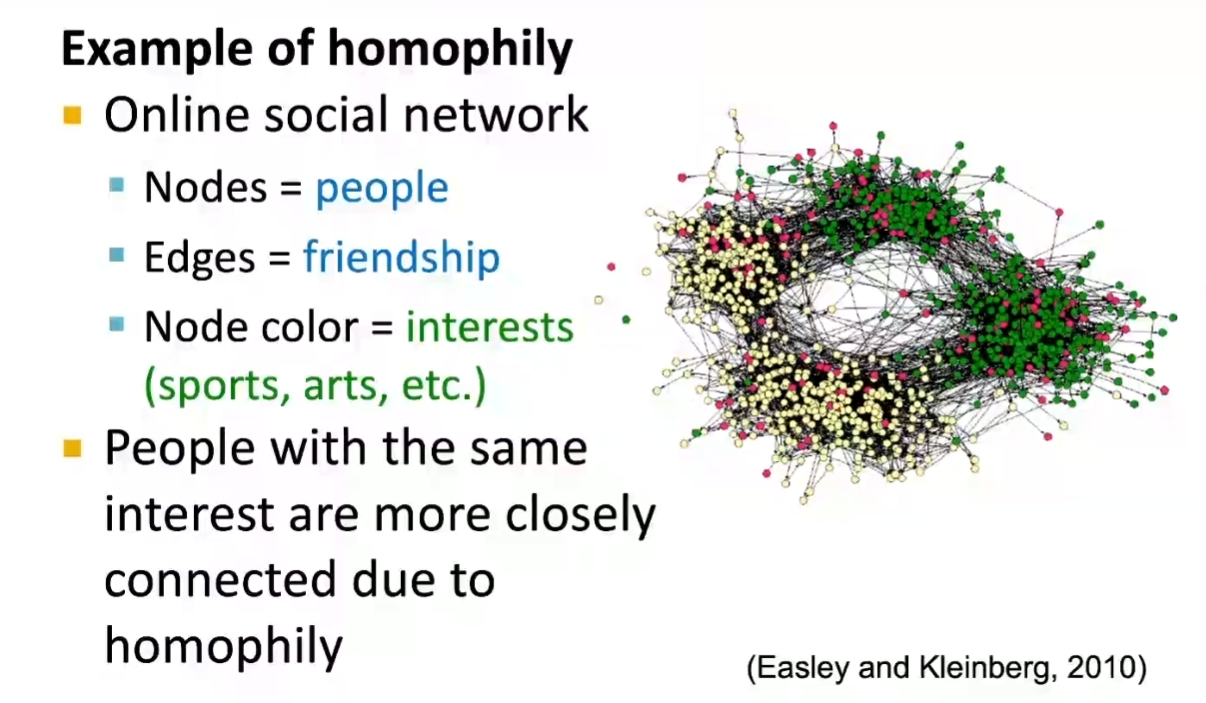 Example of homophily
Online social network
Nodes = people
Edges = friendship
Node color = interests
(sports, arts, etc.)
People with the same
interest are more closely
connected due to
homophily
(Easley and Kleinberg, 2010)